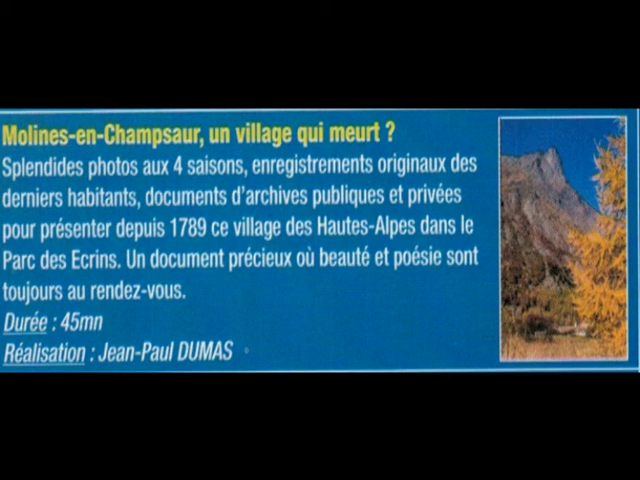 Molines-en-Champsaur, un village qui meurt ?
Splendides photos aux 4 saisons, enregistrements originaux des
derniers habitants, documents d'archives publiques et privées
pour présenter depuis 1789 ce village des Hautes-Alpes dans le
Parc des Ecrins. Un document précieux où beauté et poésie sont
toujours au rendez-vous.
Durée : 45mn
Réalisation : Jean-Paul DUMAS